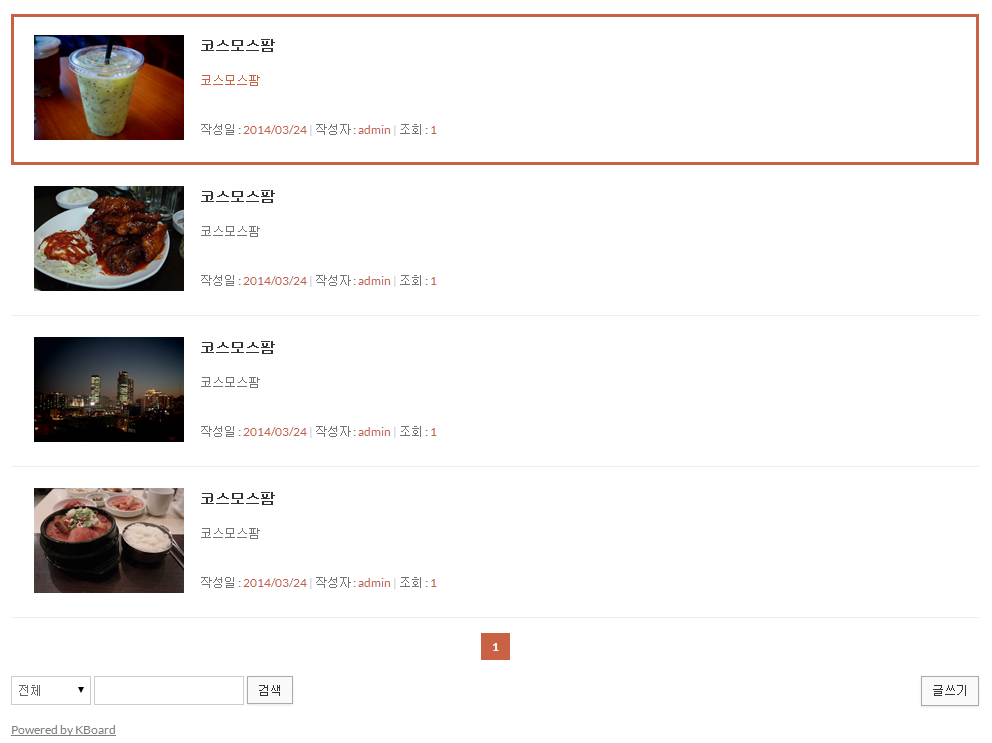 코스모스팜
코스모스팜
작성일 : 2014/03/24 | 작성자 : admin | 조회 : 1
코스모스팜
코스모스팜
작성일 : 2014/03/24 | 작성자 : admin | 조회 : 1
코스모스팜
코스모스팜
작성일 : 2014/03/24 | 작성자 : admin | 조회 : 1
코스모스팜
코스모스팜
작성일 : 2014/03/24 | 작성자 : admin | 조회 : 1
1
전체 검색 글쓰기
Powered by KBoard